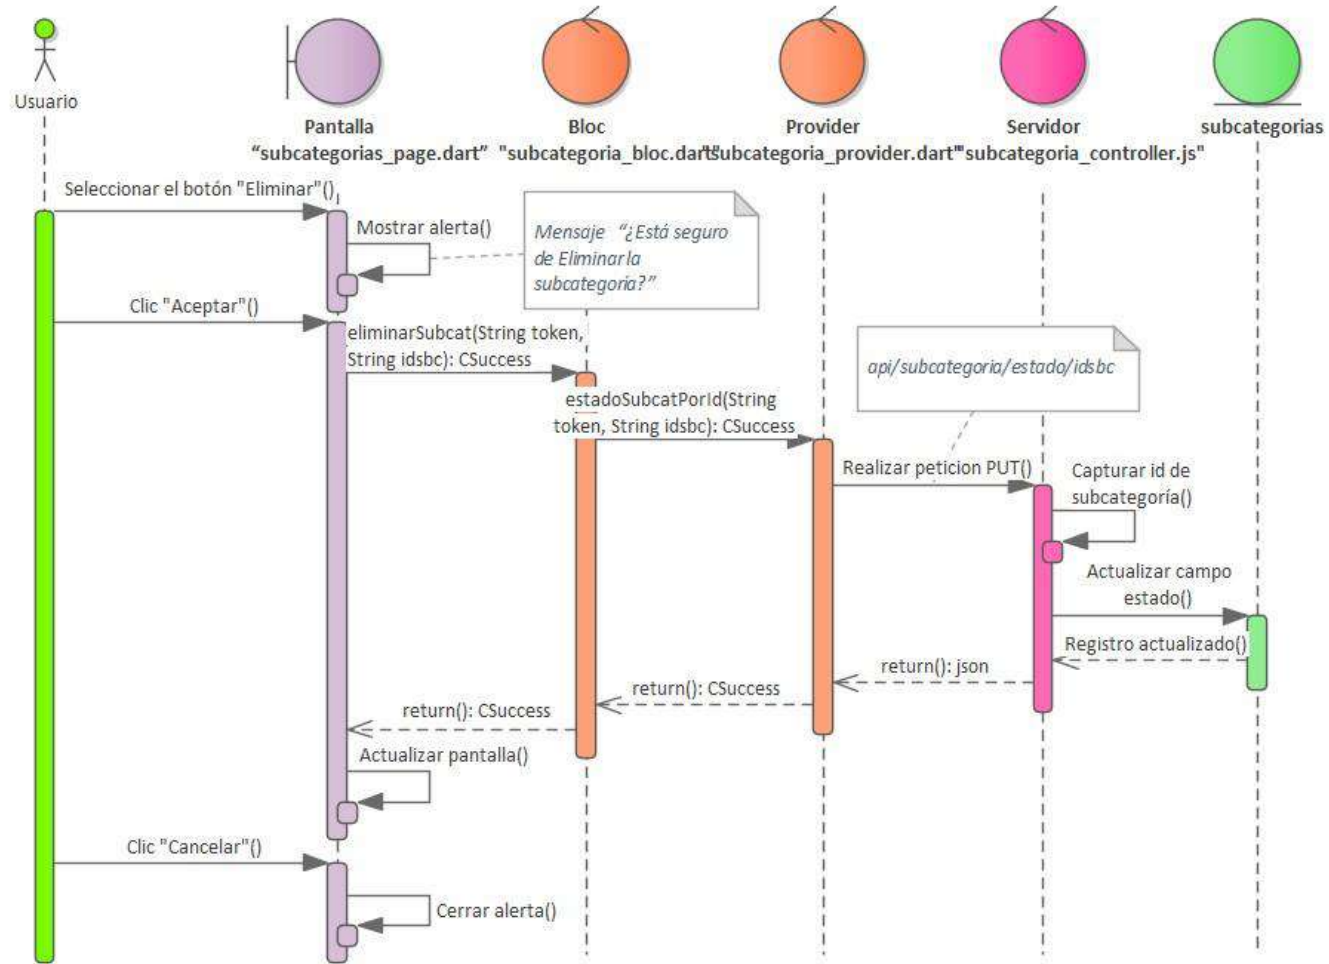 Usuario
Pantalla
“subcategorias_page.dart”
Bloc
"subcategoria_bloc.dart"
Provider
"subcategoria_provider.dart"
Servidor
"subcategoria_controller.js"
subcategorias
Seleccionar el botón "Eliminar"()
Mostrar alerta()
Mensaje “¿Está seguro
de Eliminar la
subcategoría?”
Clic "Aceptar"()
eliminarSubcat(String token,
String idsbc): CSuccess
api/subcategoria/estado/idsbc
estadoSubcatPorId(String
token, String idsbc): CSuccess
Realizar peticion PUT()
Capturar id de
subcategoría()
Actualizar campo
estado()
Registro actualizado()
return(): json
return(): CSuccess
return(): CSuccess
Actualizar pantalla()
Clic "Cancelar"()
Cerrar alerta()